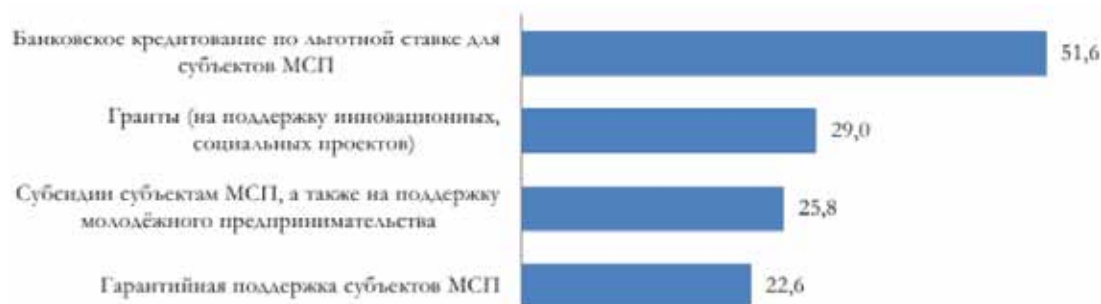 Банковское кредитование по льготной ставке для
субъектов МСП
51,6
Гранты (на поддержку инновационных,
социальных проектов)
29,0
Субсидии субъектам МСП, а также на поддержку
молодёжного предпринимательства
25,8
Гарантийная поддержка субъектов МСП
22,6